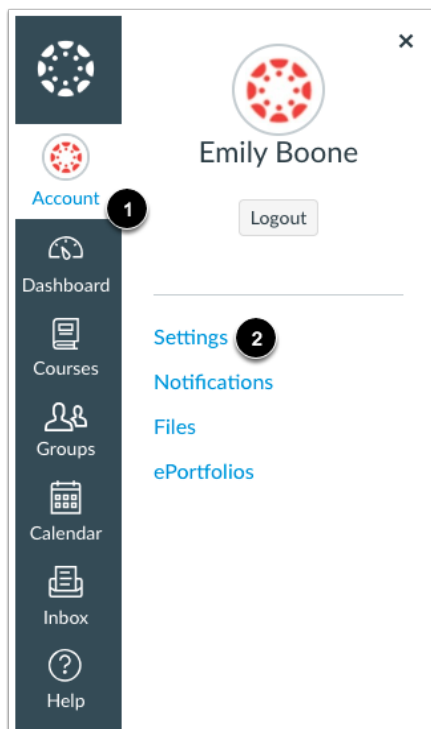 ×
Emily Boone
Logout
Account 1
Dashboard
Courses
Groups
Calendar
Inbox
Help
Settings 2
Notifications
Files
ePortfolios